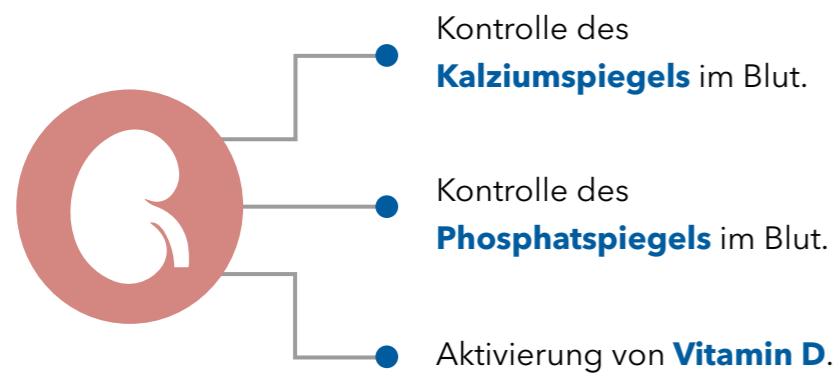 Kontrolle des
Kalziumspiegels im Blut.
Kontrolle des
Phosphatspiegels im Blut.
Aktivierung von Vitamin D.